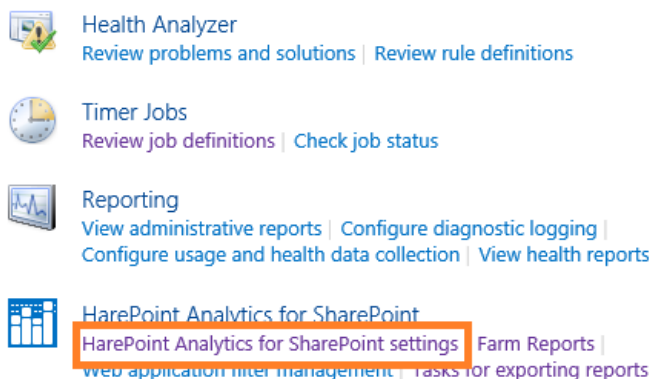 Health Analyzer
Review problems and solutions | Review rule definitions
Timer Jobs
Review job definitions | Check job status
Reporting
View administrative reports | Configure diagnostic logging |
Configure usage and health data collection | View health reports
HarePoint Analytics for SharePoint
HarePoint Analytics for SharePoint settings | Farm Reports |
Web application filter management | Tasks for exporting reports